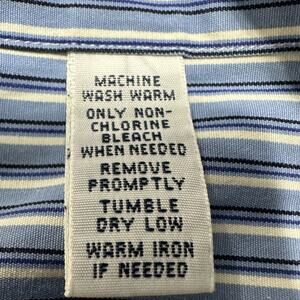 MACHINE
WASH WARM
ONLY NON-
CHLORINE
BLEACH
WHEN NEEDED
REMOVE
PROMPTLY
TUMBLE
DRY LOW
WARM IRON
IF NEEDED